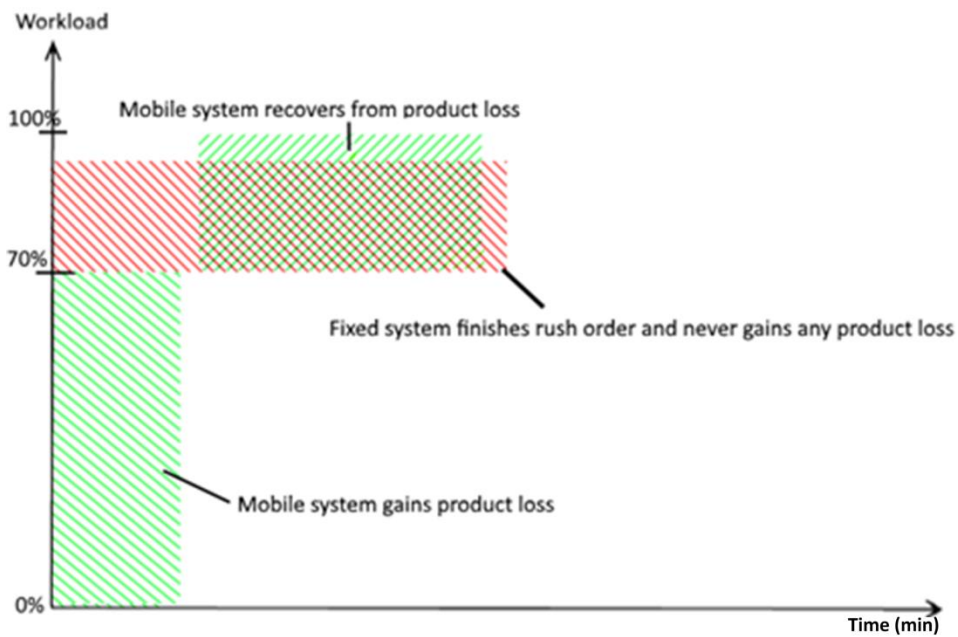 Workload
100%
Mobile system recovers from product loss
70%
Fixed system finishes rush order and never gains any product loss
Mobile system gains product loss
0%
Time (min)